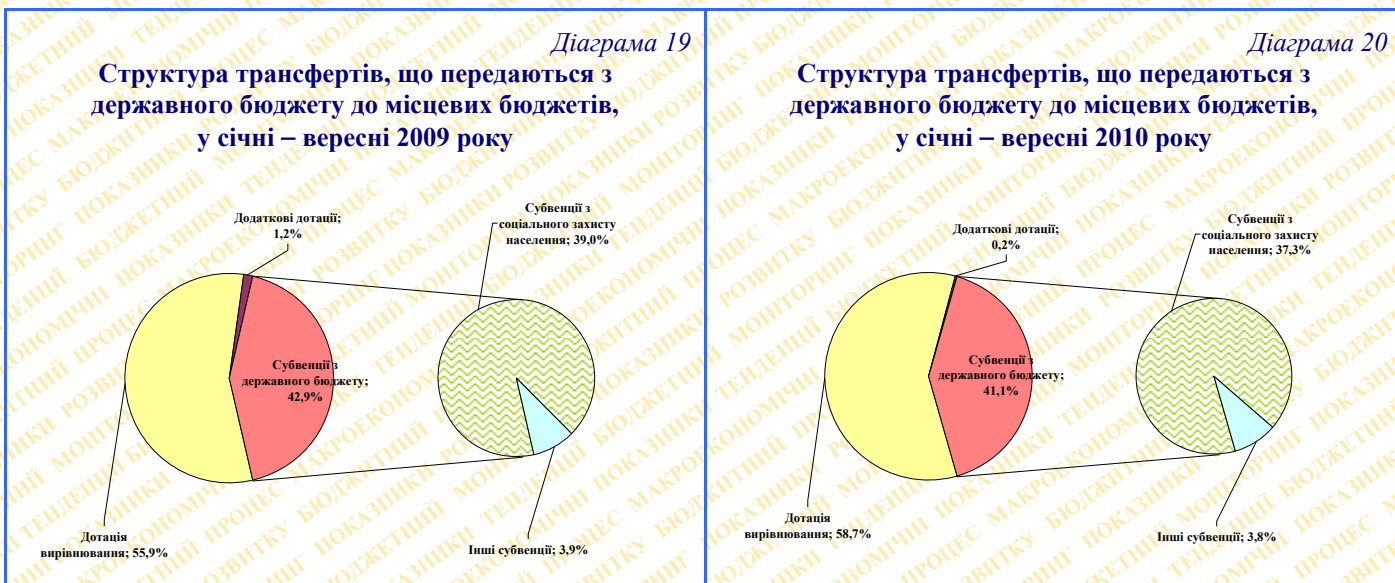 Діаграма 19
Структура трансфертів, що передаються з
державного бюджету до місцевих бюджетів,
у січні – вересні 2009 року
Додаткові дотації;
1,2%
Субвенції з
соціального захисту
населення; 39,0%
Субвенції з
державного бюджету;
42,9%
Дотація
вирівнювання; 55,9%
Інші субвенції; 3,9%
Діаграма 20
Структура трансфертів, що передаються з
державного бюджету до місцевих бюджетів,
у січні – вересні 2010 року
Додаткові дотації;
0,2%
Субвенції з
соціального захисту
населення; 37,3%
Субвенції з
державного бюджету;
41,1%
Дотація
вирівнювання; 58,7%
Інші субвенції; 3,8%